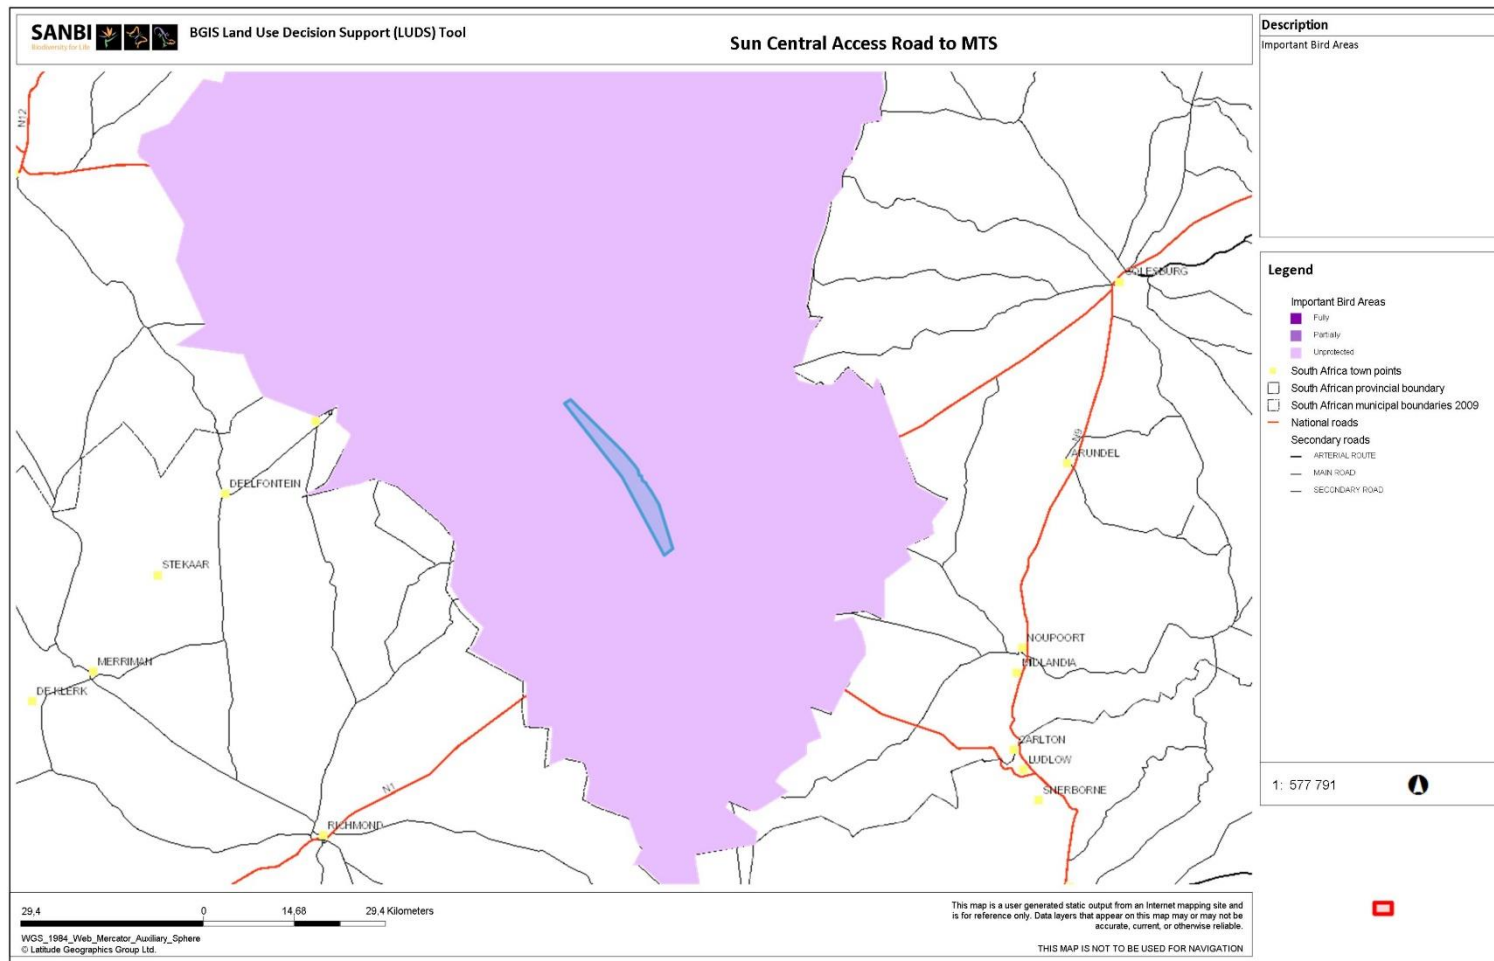 SANBI
Biodiversity for Life
BGIS Land Use Decision Support (LUDS) Tool
Sun Central Access Road to MTS
Description
Important Bird Areas
N12
COLESBURG
DEELFONTEIN
N9
ARUNDEL
STEKAAR
NOUPOORT
MIDLANDIA
MERRIMAN
DE KLERK
CARLTON
LUDLOW
SHERBORNE
N1
RICHMOND
Legend
Important Bird Areas
Fully
Partially
Unprotected
South Africa town points
South African provincial boundary
South African municipal boundaries 2009
National roads
Secondary roads
ARTERIAL ROUTE
MAIN ROAD
SECONDARY ROAD
1: 577 791
29,4 0 14,68 29,4 Kilometers
WGS_1984_Web_Mercator_Auxiliary_Sphere
© Latitude Geographics Group Ltd.
This map is a user generated static output from an Internet mapping site and
is for reference only. Data layers that appear on this map may or may not be
accurate, current, or otherwise reliable.
THIS MAP IS NOT TO BE USED FOR NAVIGATION